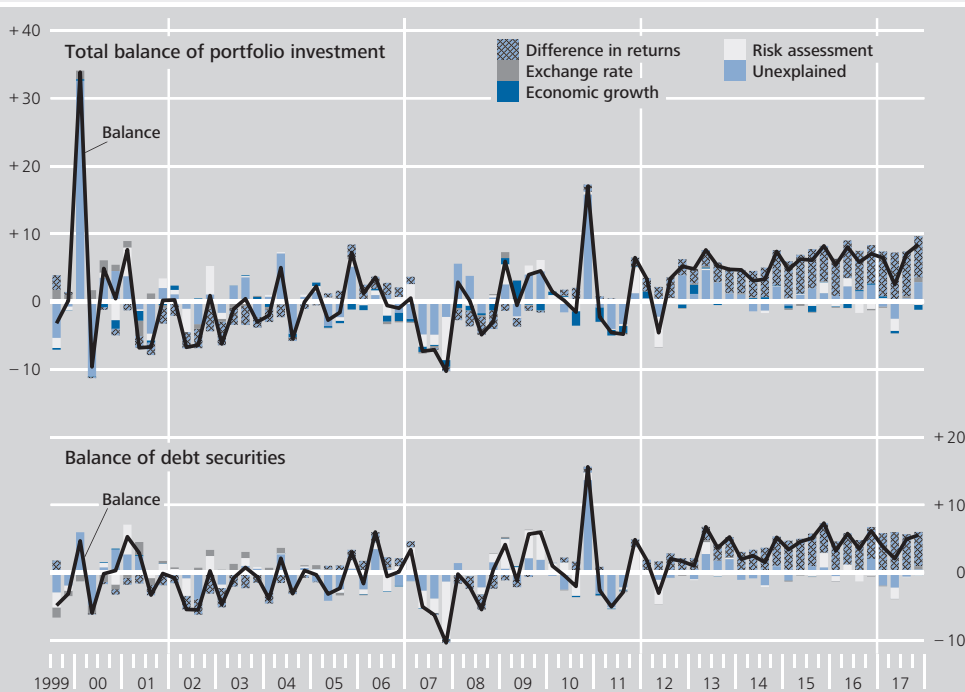 + 40
Total balance of portfolio investment
Difference in returns
Exchange rate
Economic growth
Risk assessment
Unexplained
+ 30
Balance
+ 20
+ 10
0
− 10
+ 20
Balance of debt securities
Balance
+ 10
0
− 10
1999 00 01 02 03 04 05 06 07 08 09 10 11 12 13 14 15 16 17